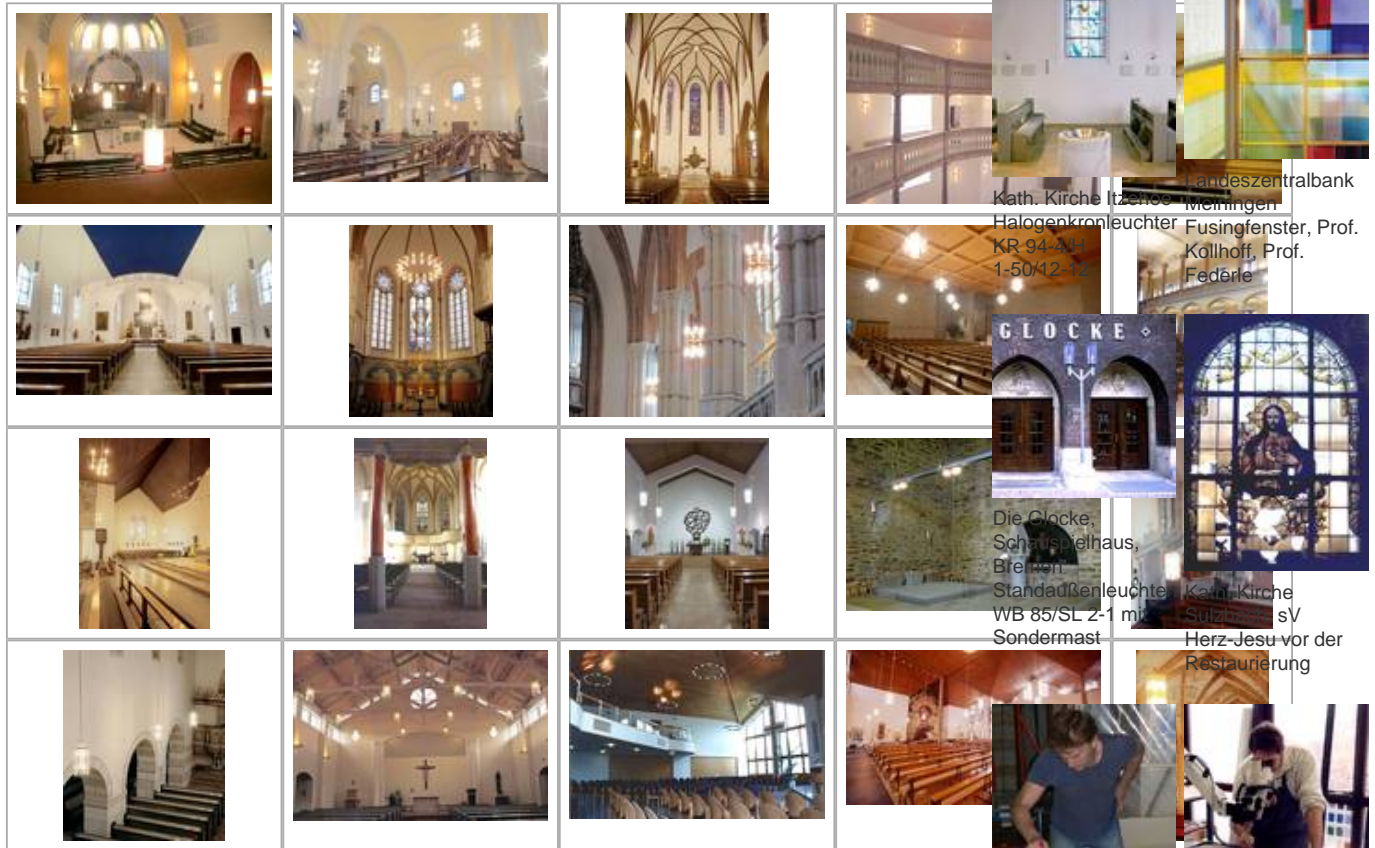 Kath. Kirche Itzehoe
Halogenkronleuchter
KR 94-4/H
1-50/12-12
Landeszentralbank
Meiningen
Fusingfenster, Prof.
Kollhoff, Prof.
Federle
GLOCKE
Die Glocke,
Schauspielhaus,
Bremen
Standaußenleuchte
WB 85/SL 2-1 mit
Sondermast
Kath. Kirche
Sulzbach, sV
Herz-Jesu vor der
Restaurierung